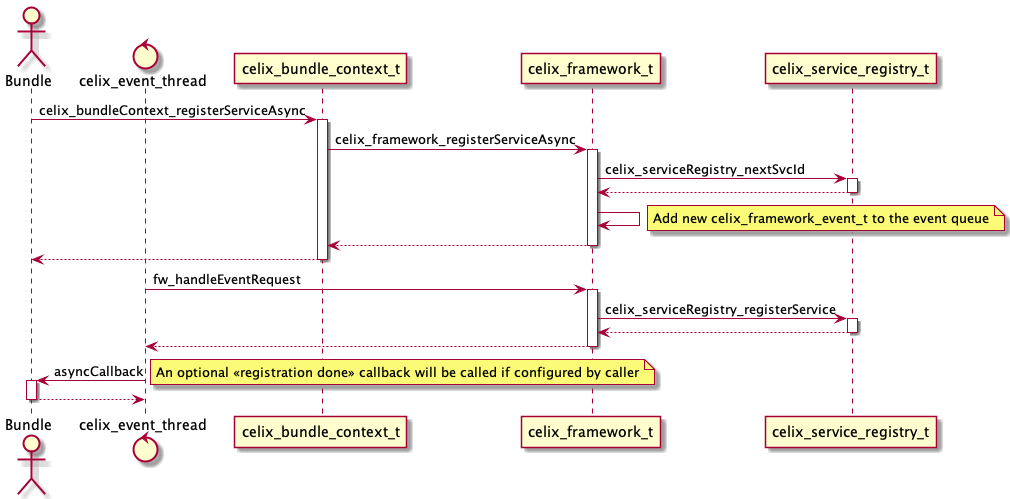 Bundle
celix_event_thread
celix_bundle_context_t
celix_framework_t
celix_service_registry_t
celix_bundleContext_registerServiceAsync
celix_framework_registerServiceAsync
celix_serviceRegistry_nextSvcId
Add new celix_framework_event_t to the event queue
fw_handleEventRequest
celix_serviceRegistry_registerService
asyncCallback
An optional «registration done» callback will be called if configured by caller
Bundle
celix_event_thread
celix_bundle_context_t
celix_framework_t
celix_service_registry_t